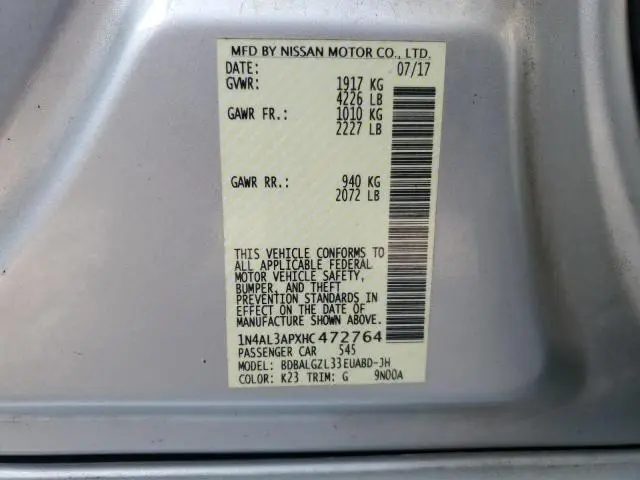 MFD BY NISSAN MOTOR CO., LTD.
DATE: 07/17
GVWR: 1917 KG
4226 LB
GAWR FR.: 1010 KG
2227 LB
GAWR RR.: 940 KG
2072 LB
THIS VEHICLE CONFORMS TO
ALL APPLICABLE FEDERAL
MOTOR VEHICLE SAFETY,
BUMPER, AND THEFT
PREVENTION STANDARDS IN
EFFECT ON THE DATE OF
MANUFACTURE SHOWN ABOVE.
1N4AL3APXHC472764
PASSENGER CAR 545
MODEL: BDBALGZL33EUABD-JH
COLOR: K23 TRIM: G 9N00A